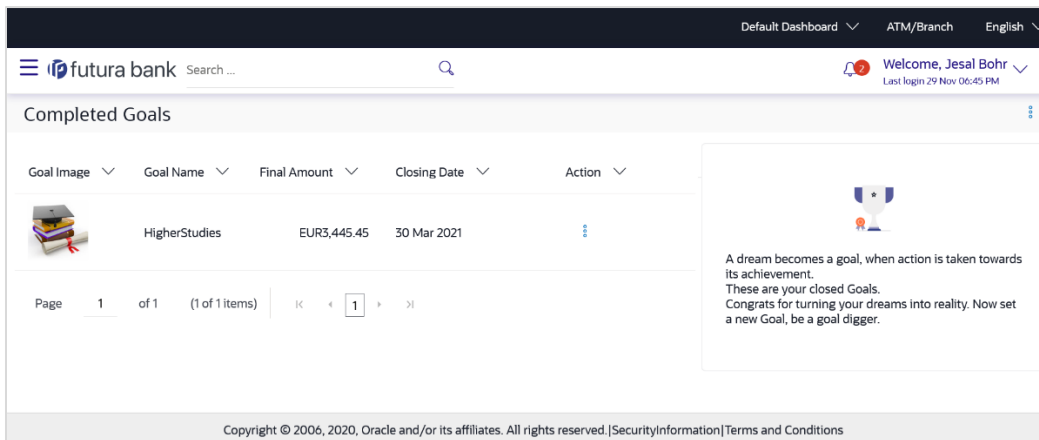 Default Dashboard ATM/Branch English
futura bank Search ... 2 Welcome, Jesal Bohr
Last login 29 Nov 06:45 PM
Completed Goals
Goal Image Goal Name Final Amount Closing Date Action
HigherStudies EUR3,445.45 30 Mar 2021
Page 1 of 1 (1 of 1 items) 1
A dream becomes a goal, when action is taken towards
its achievement.
These are your closed Goals.
Congrats for turning your dreams into reality. Now set
a new Goal, be a goal digger.
Copyright © 2006, 2020, Oracle and/or its affiliates. All rights reserved.|SecurityInformation|Terms and Conditions